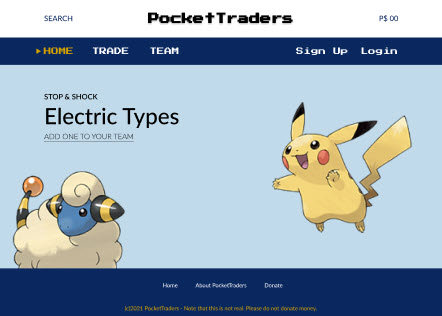 SEARCH
PocketTraders
P$ 00
HOME TRADE TEAM Sign Up Login
STOP & SHOCK
Electric Types
ADD ONE TO YOUR TEAM
Home About PocketTraders Donate
(c)2021 PocketTraders - Note that this is not real. Please do not donate money.